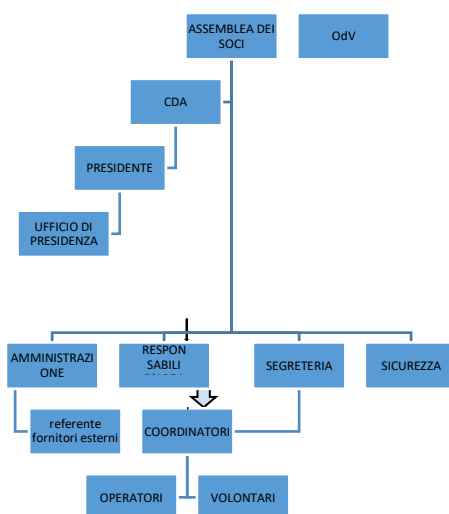 ASSEMBLEA DEI
SOCI
OdV
CDA
PRESIDENTE
UFFICIO DI
PRESIDENZA
AMMINISTRAZI
ONE
RESPON
SABILI
SEGRETERIA
SICUREZZA
referente
fornitori esterni
COORDINATORI
OPERATORI
VOLONTARI